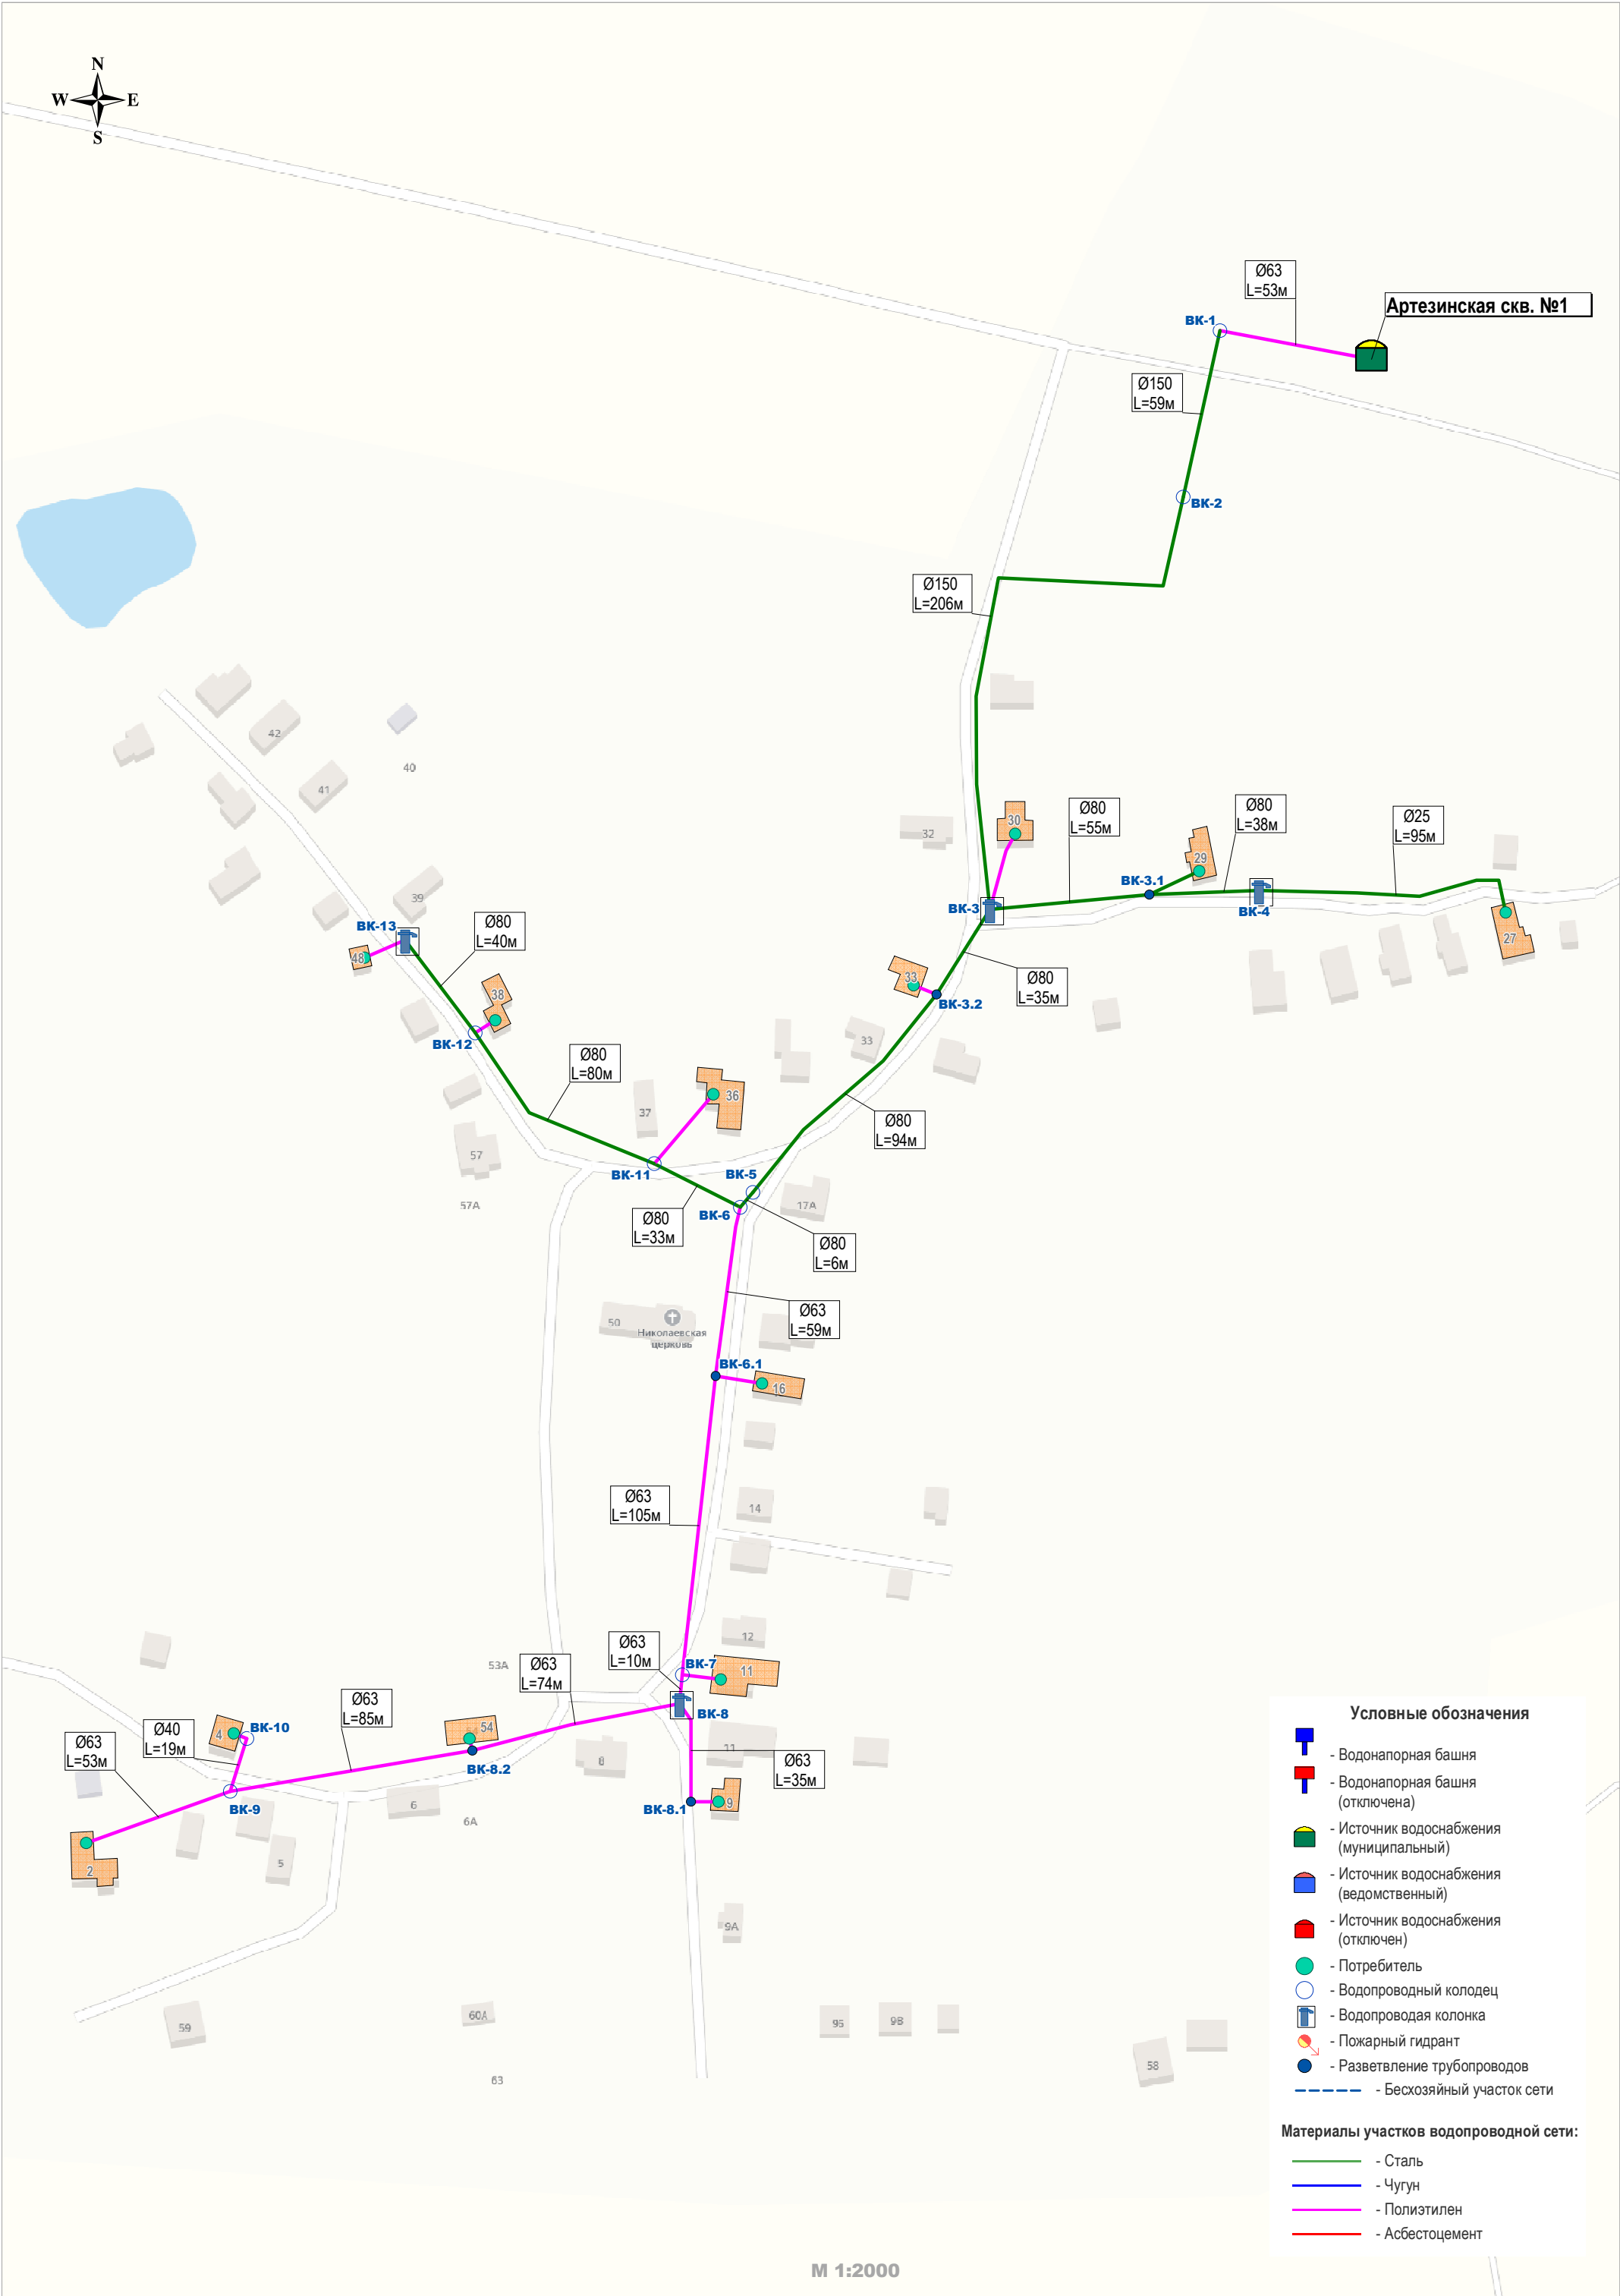 N
W E
S
Ø63
L=53м
Артезинская скв. №1
ВК-1
Ø150
L=59м
ВК-2
Ø150
L=206м
42
40
41
32
30
Ø80
L=55м
Ø80
L=38м
Ø25
L=95м
29
ВК-3.1
ВК-4
ВК-3
27
39
ВК-13
Ø80
L=40м
48
38
33
Ø80
L=35м
ВК-3.2
ВК-12
33
Ø80
L=80м
36
37
Ø80
L=94м
57
ВК-11
ВК-5
57А
17А
ВК-6
Ø80
L=33м
Ø80
L=6м
50
Николаевская
церковь
Ø63
L=59м
ВК-6.1
16
Ø63
L=105м
14
12
Ø63
L=10м
53А
Ø63
L=74м
ВК-7
11
Ø63
L=85м
ВК-8
54
4
ВК-10
Ø40
L=19м
Ø63
L=53м
11
8
ВК-8.2
Ø63
L=35м
ВК-9
6
6А
ВК-8.1
9
2
5
9А
59
60А
63
9Б
9В
58
Условные обозначения
- Водонапорная башня
- Водонапорная башня
(отключена)
- Источник водоснабжения
(муниципальный)
- Источник водоснабжения
(ведомственный)
- Источник водоснабжения
(отключен)
- Потребитель
- Водопроводный колодец
- Водопроводая колонка
- Пожарный гидрант
- Разветвление трубопроводов
- Бесхозяйный участок сети
Материалы участков водопроводной сети:
- Сталь
- Чугун
- Полиэтилен
- Асбестоцемент
М 1:2000